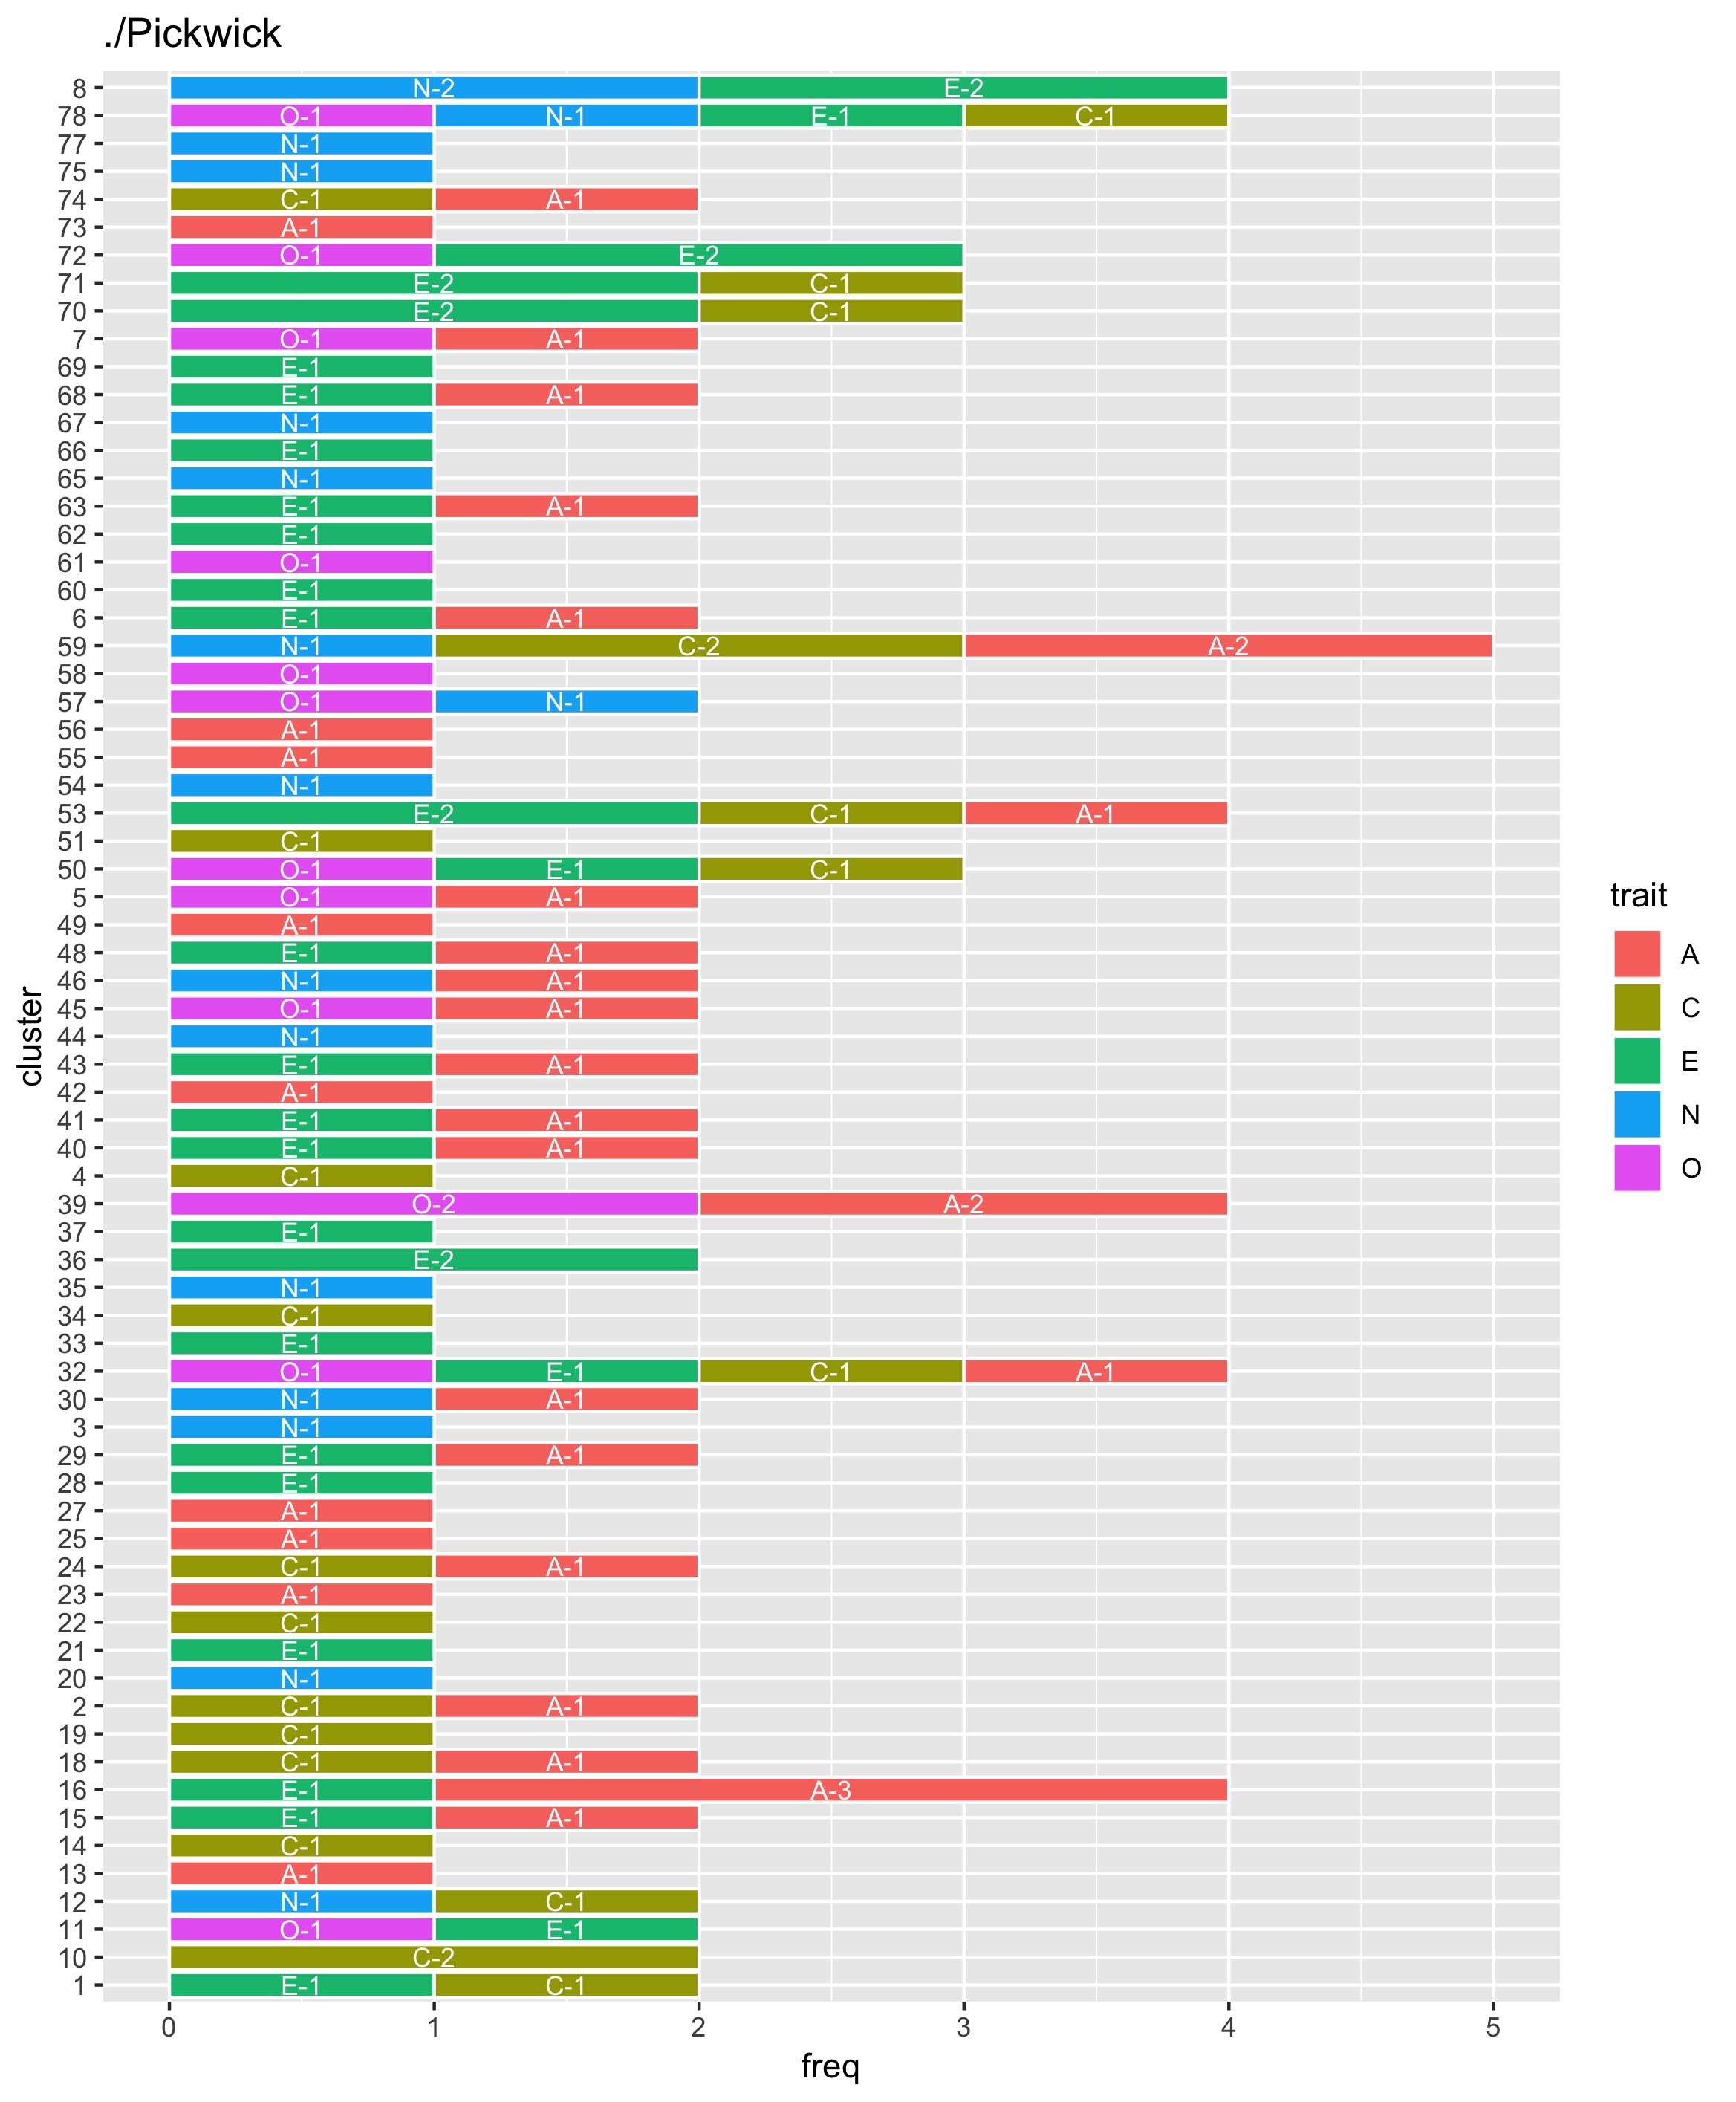 ./Pickwick
8 N-2 E-2
78 O-1 N-1 E-1 C-1
77 N-1
75 N-1
74 C-1 A-1
73 A-1
72 O-1 E-2
71 E-2 C-1
70 E-2 C-1
7 O-1 A-1
69 E-1
68 E-1 A-1
67 N-1
66 E-1
65 N-1
63 E-1 A-1
62 E-1
61 O-1
60 E-1
6 E-1 A-1
59 N-1 C-2 A-2
58 O-1
57 O-1 N-1
56 A-1
55 A-1
54 N-1
53 E-2 C-1 A-1
51 C-1
50 O-1 E-1 C-1
5 O-1 A-1
49 A-1
48 E-1 A-1
46 N-1 A-1
45 O-1 A-1
44 N-1
43 E-1 A-1
42 A-1
41 E-1 A-1
40 E-1 A-1
4 C-1
39 O-2 A-2
37 E-1
36 E-2
35 N-1
34 C-1
33 E-1
32 O-1 E-1 C-1 A-1
30 N-1 A-1
3 N-1
29 E-1 A-1
28 E-1
27 A-1
25 A-1
24 C-1 A-1
23 A-1
22 C-1
21 E-1
20 N-1
2 C-1 A-1
19 C-1
18 C-1 A-1
16 E-1 A-3
15 E-1 A-1
14 C-1
13 A-1
12 N-1 C-1
11 O-1 E-1
10 C-2
1 E-1 C-1
0 1 2 3 4 5
freq
cluster
trait
A
C
E
N
O